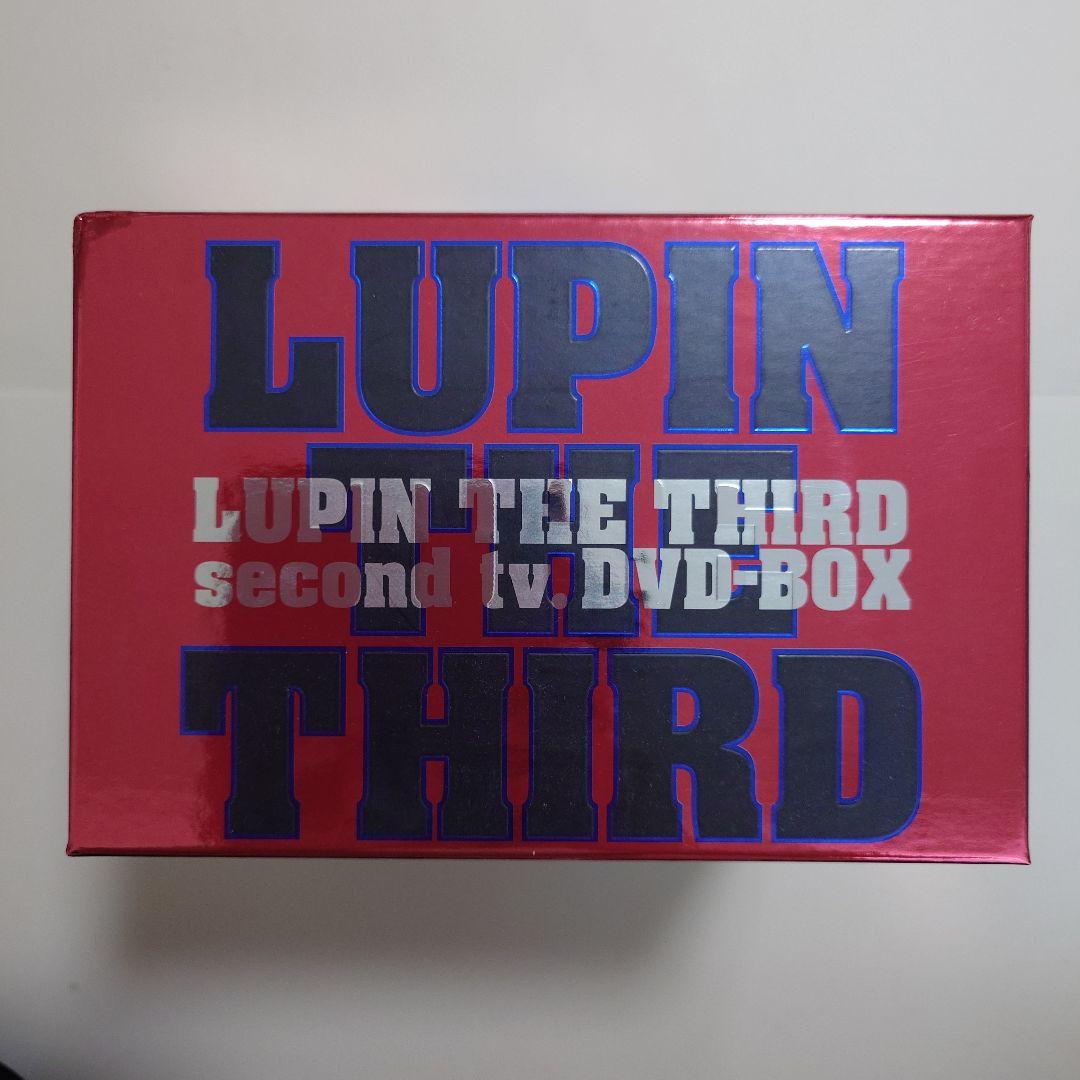 LUPIN
THE
LUPIN THE THIRD
second tv. DVD-BOX
THIRD